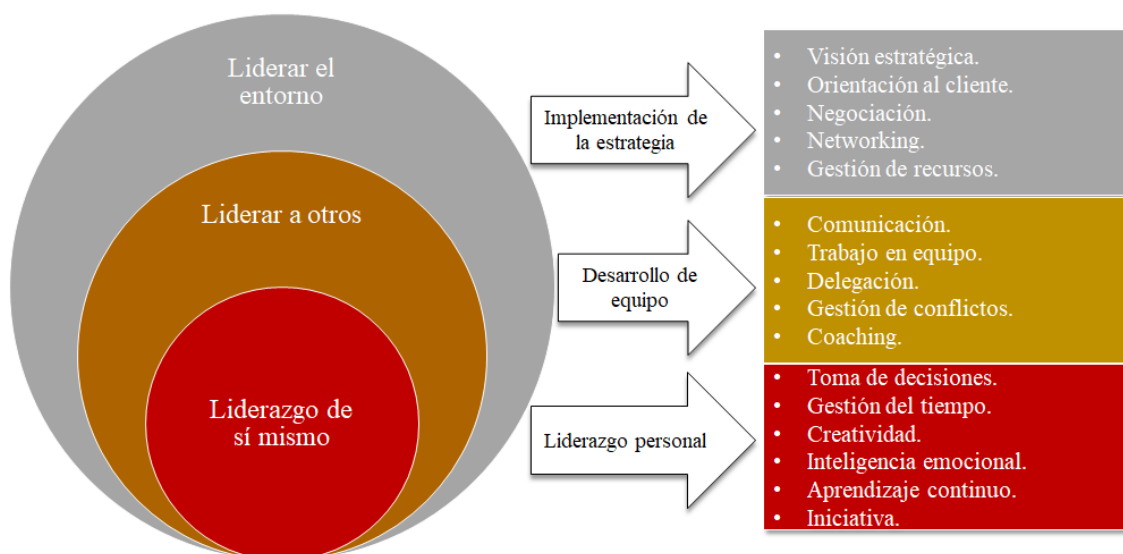 Liderar el
entorno
Liderar a otros
Liderazgo de
sí mismo
Implementación de
la estrategia
Desarrollo de
equipo
Liderazgo personal
• Visión estratégica.
• Orientación al cliente.
• Negociación.
• Networking.
• Gestión de recursos.
• Comunicación.
• Trabajo en equipo.
• Delegación.
• Gestión de conflictos.
• Coaching.
• Toma de decisiones.
• Gestión del tiempo.
• Creatividad.
• Inteligencia emocional.
• Aprendizaje continuo.
• Iniciativa.